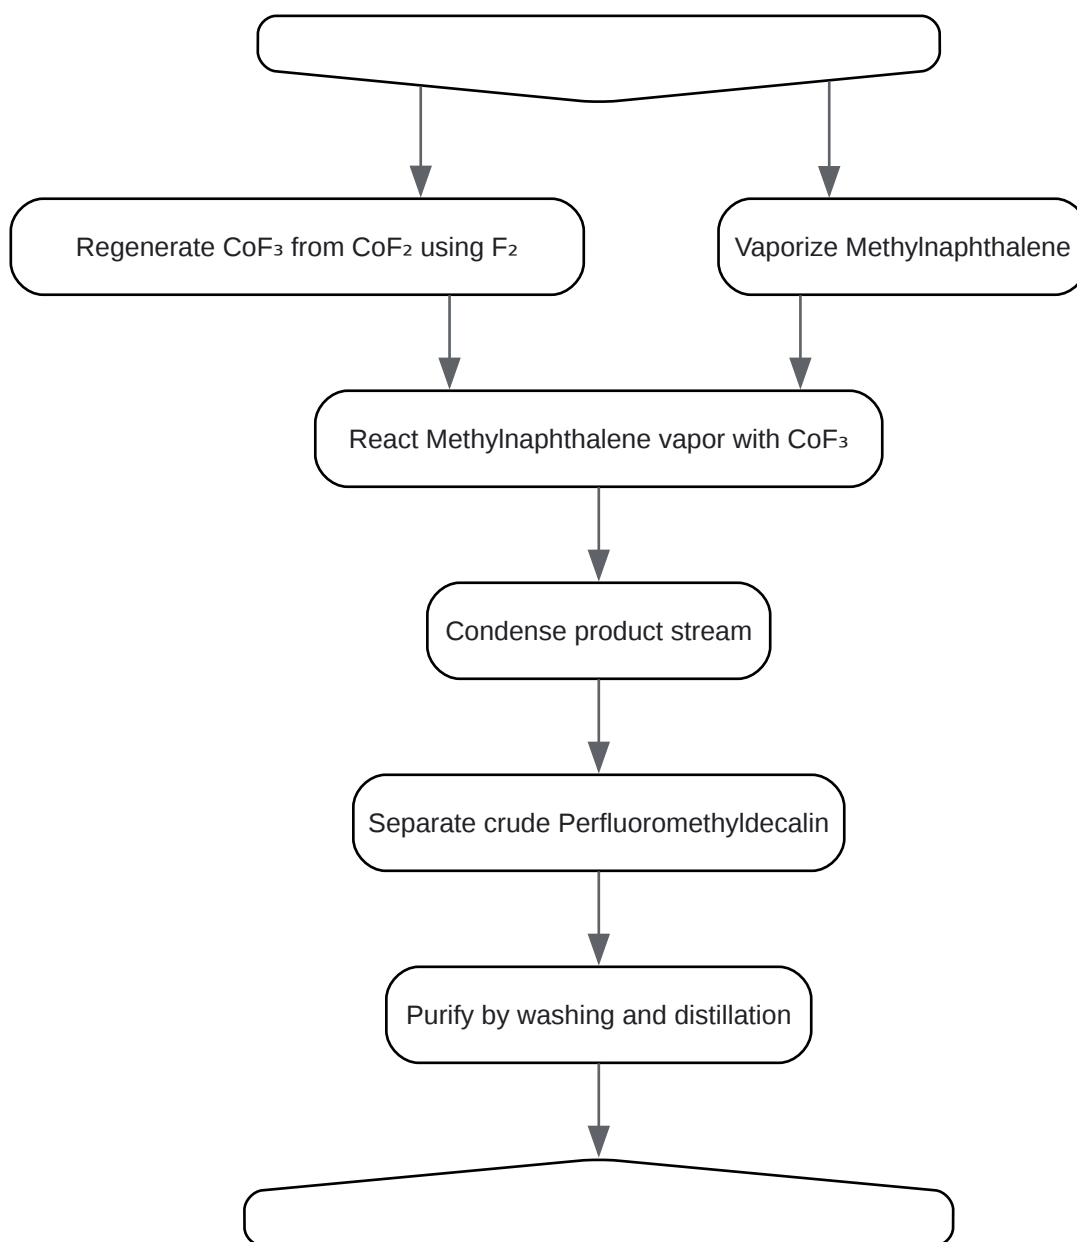 Regenerate CoF₃ from CoF₂ using F₂
Vaporize Methylnaphthalene
React Methylnaphthalene vapor with CoF₃
Condense product stream
Separate crude Perfluoromethyldecalin
Purify by washing and distillation